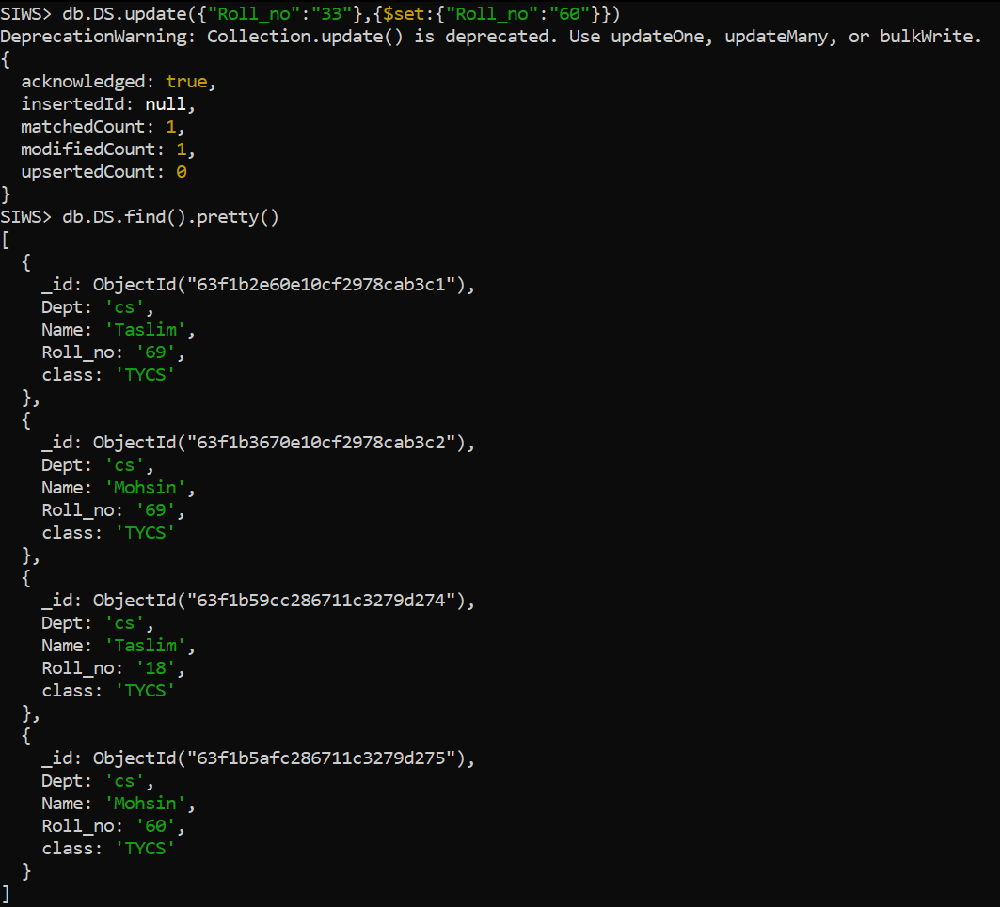 SIWS> db.DS.update({"Roll_no":"33"},{$set:{"Roll_no":"60"}})
DeprecationWarning: Collection.update() is deprecated. Use updateOne, updateMany, or bulkWrite.
{
  acknowledged: true,
  insertedId: null,
  matchedCount: 1,
  modifiedCount: 1,
  upsertedCount: 0
}
SIWS> db.DS.find().pretty()
[
  {
    _id: ObjectId("63f1b2e60e10cf2978cab3c1"),
    Dept: 'cs',
    Name: 'Taslim',
    Roll_no: '69',
    class: 'TYCS'
  },
  {
    _id: ObjectId("63f1b3670e10cf2978cab3c2"),
    Dept: 'cs',
    Name: 'Mohsin',
    Roll_no: '69',
    class: 'TYCS'
  },
  {
    _id: ObjectId("63f1b59cc286711c3279d274"),
    Dept: 'cs',
    Name: 'Taslim',
    Roll_no: '18',
    class: 'TYCS'
  },
  {
    _id: ObjectId("63f1b5afc286711c3279d275"),
    Dept: 'cs',
    Name: 'Mohsin',
    Roll_no: '60',
    class: 'TYCS'
  }
]